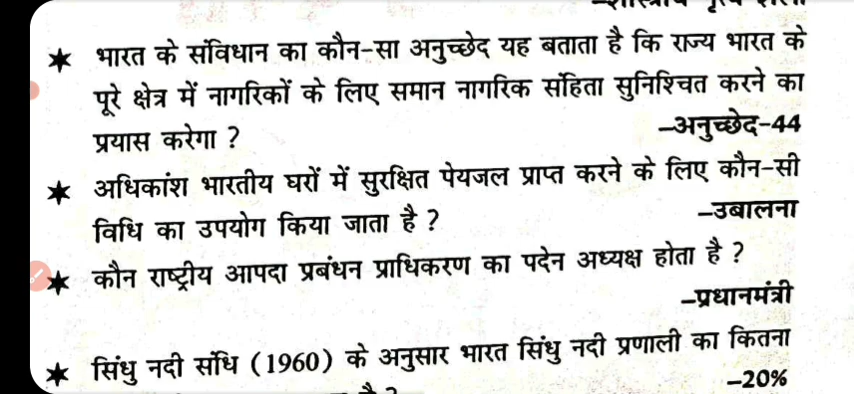 ★ भारत के संविधान का कौन-सा अनुच्छेद यह बताता है कि राज्य भारत के
पूरे क्षेत्र में नागरिकों के लिए समान नागरिक संहिता सुनिश्चित करने का
प्रयास करेगा ? –अनुच्छेद-44
★ अधिकांश भारतीय घरों में सुरक्षित पेयजल प्राप्त करने के लिए कौन-सी
विधि का उपयोग किया जाता है ? –उबालना
★ कौन राष्ट्रीय आपदा प्रबंधन प्राधिकरण का पदेन अध्यक्ष होता है ?
–प्रधानमंत्री
★ सिंधु नदी संधि (1960) के अनुसार भारत सिंधु नदी प्रणाली का कितना
–20%